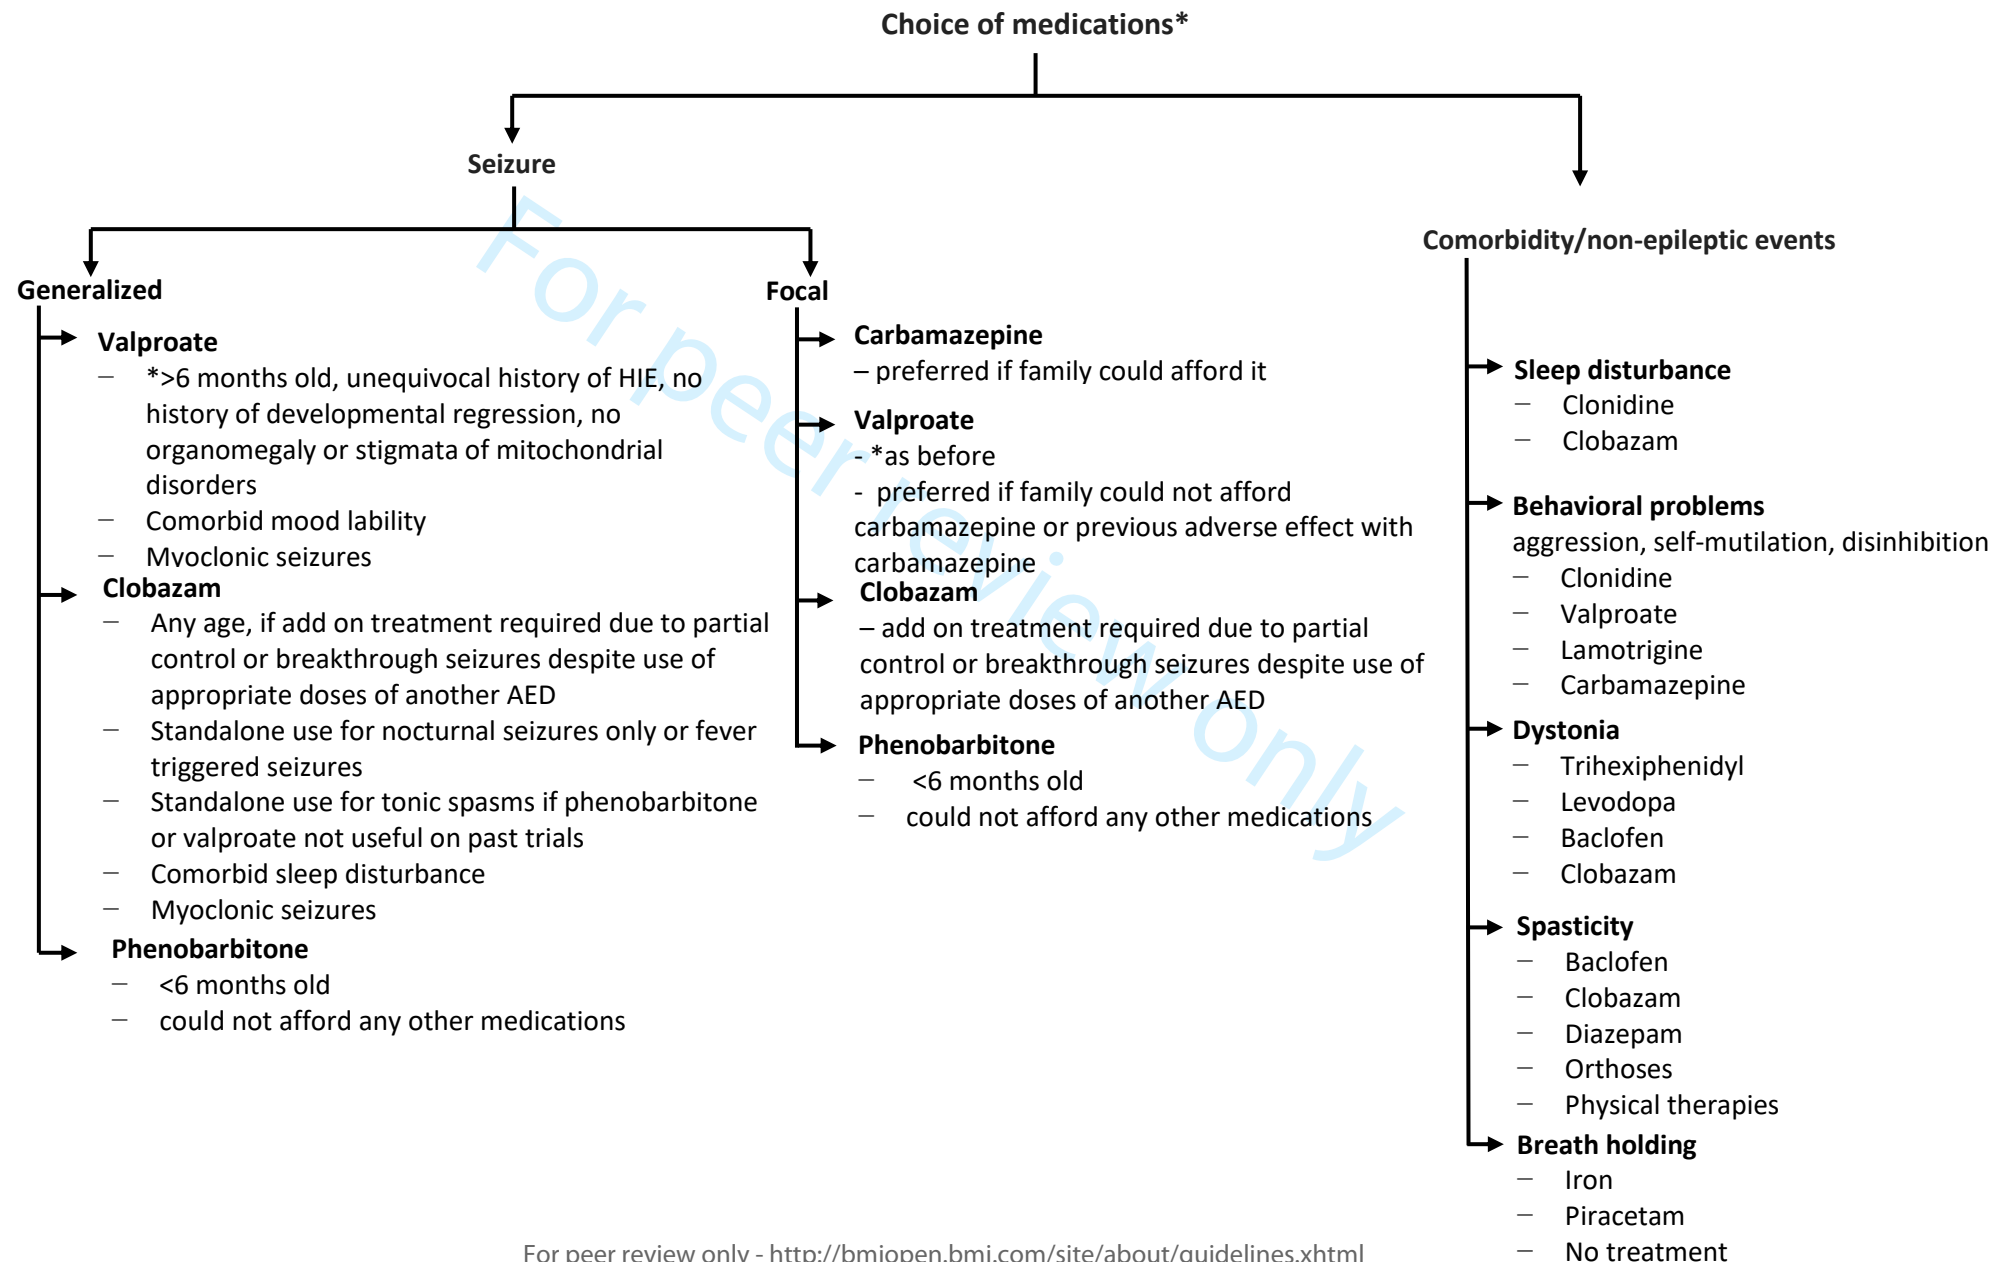 Choice of medications*
Seizure
Generalized
Valproate
– *>6 months old, unequivocal history of HIE, no
history of developmental regression, no
organomegaly or stigmata of mitochondrial
disorders
– Comorbid mood lability
– Myoclonic seizures
Clobazam
– Any age, if add on treatment required due to partial
control or breakthrough seizures despite use of
appropriate doses of another AED
– Standalone use for nocturnal seizures only or fever
triggered seizures
– Standalone use for tonic spasms if phenobarbitone
or valproate not useful on past trials
– Comorbid sleep disturbance
– Myoclonic seizures
Phenobarbitone
– <6 months old
– could not afford any other medications
Focal
Carbamazepine
– preferred if family could afford it
Valproate
- *as before
- preferred if family could not afford
carbamazepine or previous adverse effect with
carbamazepine
Clobazam
– add on treatment required due to partial
control or breakthrough seizures despite use of
appropriate doses of another AED
Phenobarbitone
– <6 months old
– could not afford any other medications
Comorbidity/non-epileptic events
Sleep disturbance
– Clonidine
– Clobazam
Behavioral problems
aggression, self-mutilation, disinhibition
– Clonidine
– Valproate
– Lamotrigine
– Carbamazepine
Dystonia
– Trihexiphenidyl
– Levodopa
– Baclofen
– Clobazam
Spasticity
– Baclofen
– Clobazam
– Diazepam
– Orthoses
– Physical therapies
Breath holding
– Iron
– Piracetam
– No treatment
For peer review only
For peer review only - http://bmjopen.bmj.com/site/about/guidelines.xhtml